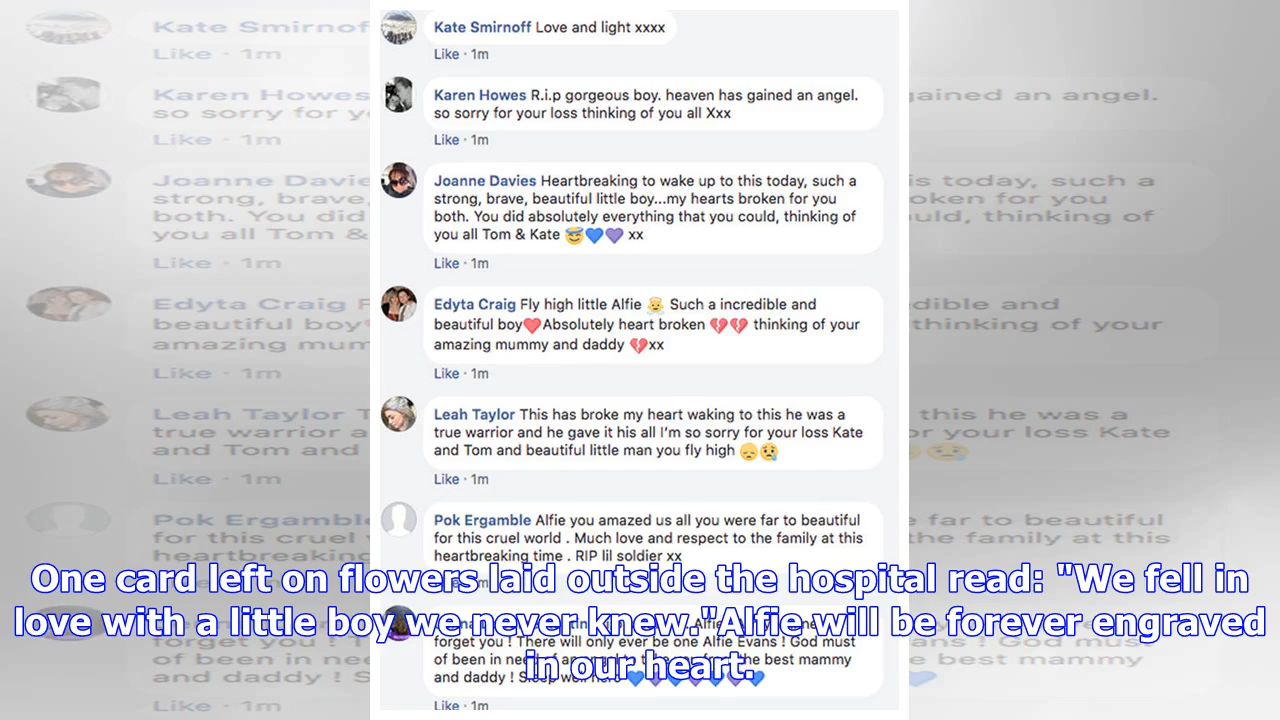 Kate Smirnoff Love and light xxxx
Like · 1m
Karen Howes R.i.p gorgeous boy. heaven has gained an angel.
so sorry for your loss thinking of you all Xxx
Like · 1m
Joanne Davies Heartbreaking to wake up to this today, such a
strong, brave, beautiful little boy...my hearts broken for you
both. You did absolutely everything that you could, thinking of
you all Tom & Kate 😇💙💜 xx
Like · 1m
Edyta Craig Fly high little Alfie 👼 Such a incredible and
beautiful boy❤️Absolutely heart broken 💔💔 thinking of your
amazing mummy and daddy 💔xx
Like · 1m
Leah Taylor This has broke my heart waking to this he was a
true warrior and he gave it his all I'm so sorry for your loss Kate
and Tom and beautiful little man you fly high 😞😢
Like · 1m
Pok Ergamble Alfie you amazed us all you were far to beautiful
for this cruel world . Much love and respect to the family at this
heartbreaking time . RIP lil soldier xx
One card left on flowers laid outside the hospital read: "We fell in
love with a little boy we never knew."Alfie will be forever engraved
in our heart.
forget you ! There will only ever be one Alfie Evans ! God must
of been in the best mammy
and daddy ! 💙💜💙💜💙💜💙
Like · 1m